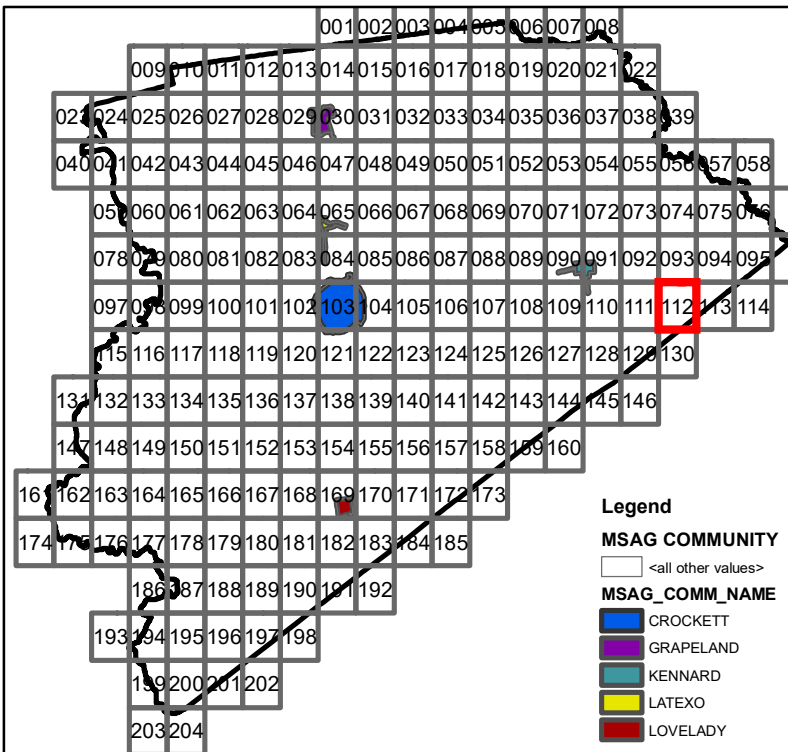 001 002 003 004 005 006 007 008
009 010 011 012 013 014 015 016 017 018 019 020 021 022
023 024 025 026 027 028 029 030 031 032 033 034 035 036 037 038 039
040 041 042 043 044 045 046 047 048 049 050 051 052 053 054 055 056 057 058
059 060 061 062 063 064 065 066 067 068 069 070 071 072 073 074 075 076
078 079 080 081 082 083 084 085 086 087 088 089 090 091 092 093 094 095
097 098 099 100 101 102 103 104 105 106 107 108 109 110 111 112 113 114
115 116 117 118 119 120 121 122 123 124 125 126 127 128 129 130
131 132 133 134 135 136 137 138 139 140 141 142 143 144 145 146
147 148 149 150 151 152 153 154 155 156 157 158 159 160
161 162 163 164 165 166 167 168 169 170 171 172 173
174 175 176 177 178 179 180 181 182 183 184 185
186 187 188 189 190 191 192
193 194 195 196 197 198
199 200 201 202
203 204
Legend
MSAG COMMUNITY
<all other values>
MSAG_COMM_NAME
CROCKETT
GRAPELAND
KENNARD
LATEXO
LOVELADY